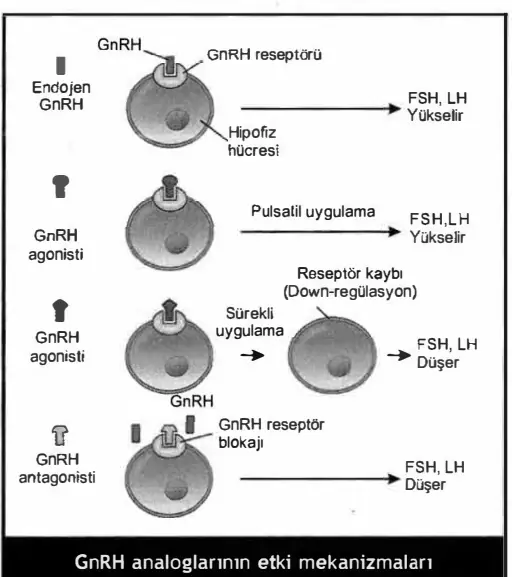 GnRH
GnRH reseptörü
Endojen
GnRH
Hipofiz
hücresi
FSH, LH
Yükselir
GnRH
agonisti
Pulsatil uygulama
FSH,LH
Yükselir
Reseptör kaybı
(Down-regülasyon)
GnRH
agonisti
Sürekli
uygulama
FSH, LH
Düşer
GnRH
GnRH reseptör
blokajı
GnRH
antagonisti
FSH, LH
Düşer
GnRH analoglarının etki mekanizmaları